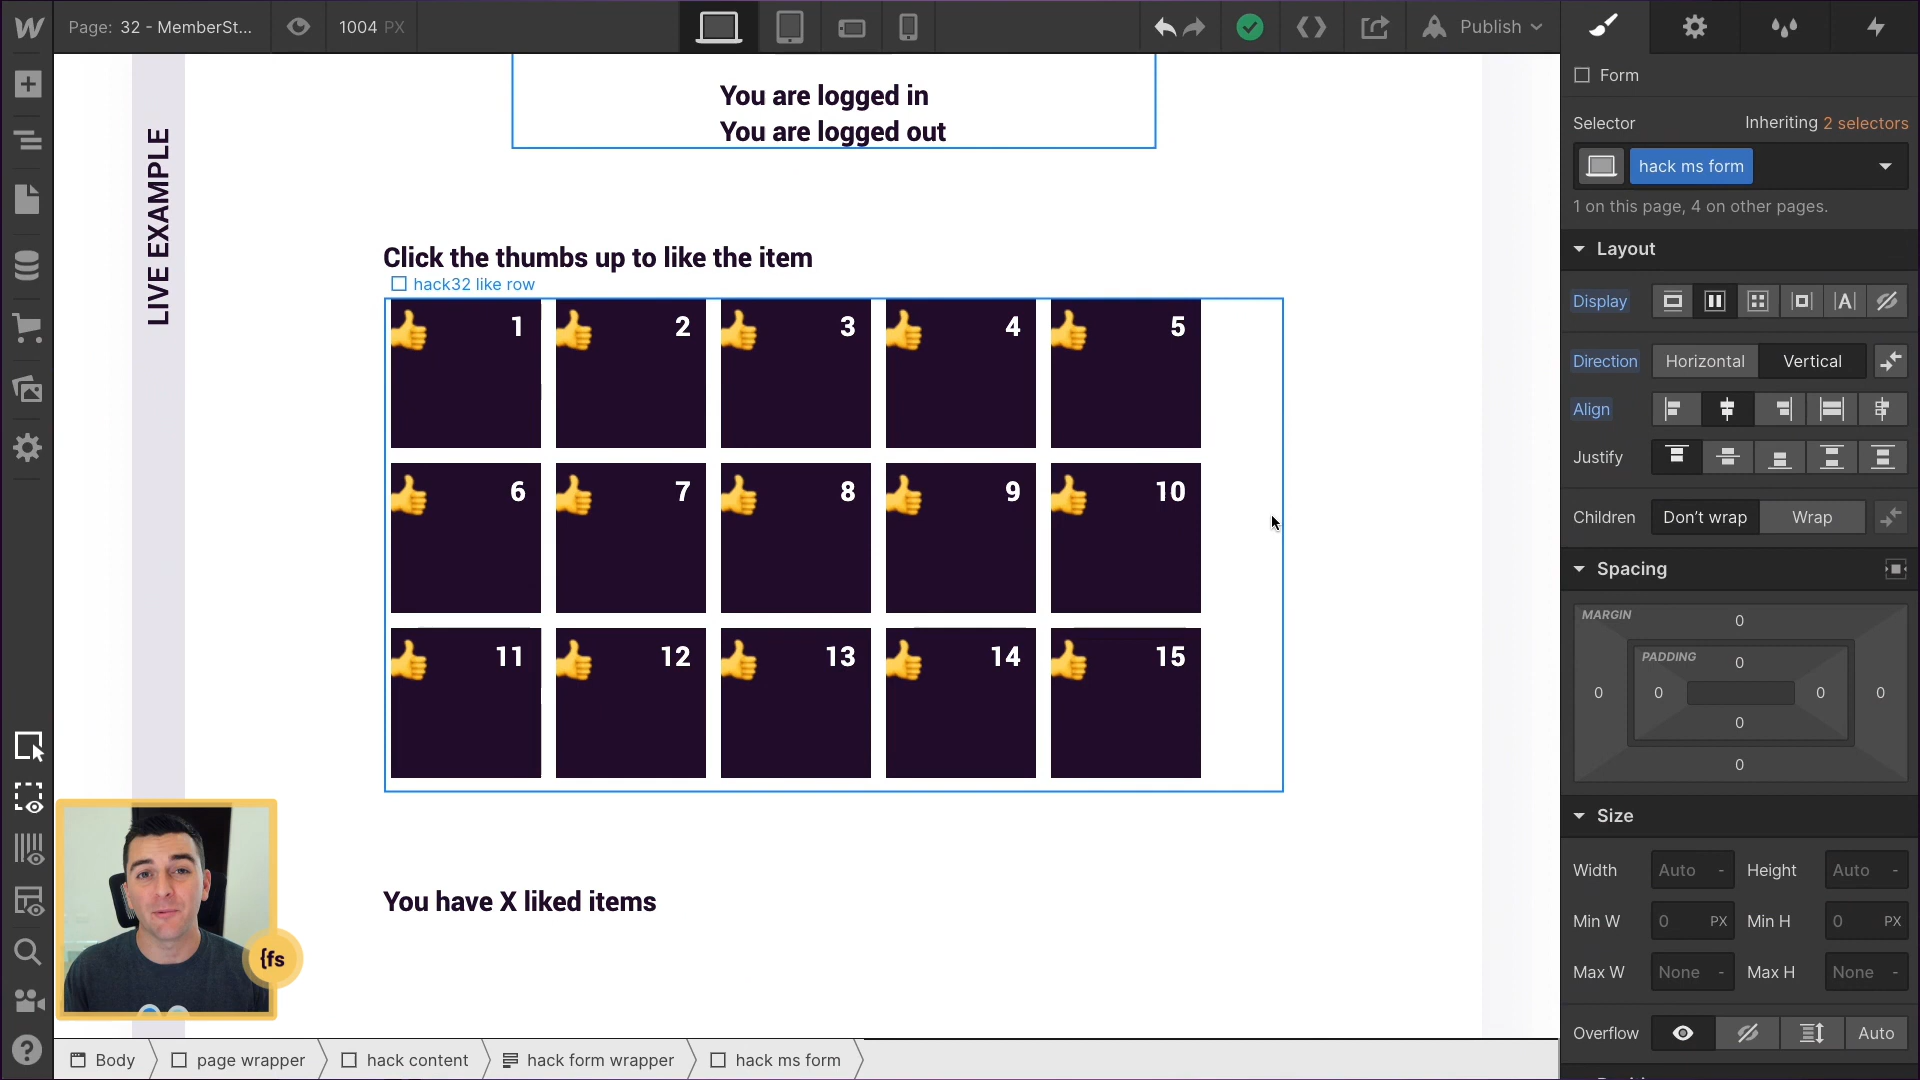 Page: 32 - MemberSt...
1004 PX
Publish
You are logged in
You are logged out
LIVE EXAMPLE
Click the thumbs up to like the item
hack32 like row
1
2
3
4
5
6
7
8
9
10
11
12
13
14
15
You have X liked items
{fs
Body
page wrapper
hack content
hack form wrapper
hack ms form
Form
Selector
Inheriting 2 selectors
hack ms form
1 on this page, 4 on other pages.
Layout
Display
Direction
Horizontal
Vertical
Align
Justify
Children
Don't wrap
Wrap
Spacing
MARGIN
0
PADDING
0
0
0
0
0
0
0
Size
Width
Auto -
Height
Auto -
Min W
0 PX
Min H
0 PX
Max W
None -
Max H
None -
Overflow
Auto